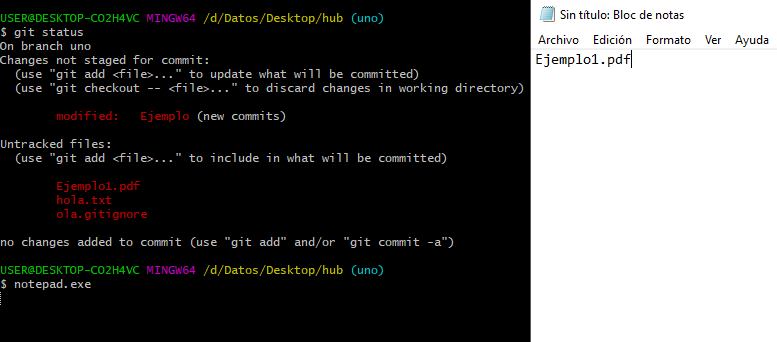 USER@DESKTOP-CO2H4VC MINGW64 /d/Datos/Desktop/hub (uno)
$ git status
On branch uno
Changes not staged for commit:
  (use "git add <file>..." to update what will be committed)
  (use "git checkout -- <file>..." to discard changes in working directory)

        modified:   Ejemplo (new commits)

Untracked files:
  (use "git add <file>..." to include in what will be committed)

        Ejemplo1.pdf
        hola.txt
        ola.gitignore

no changes added to commit (use "git add" and/or "git commit -a")

USER@DESKTOP-CO2H4VC MINGW64 /d/Datos/Desktop/hub (uno)
$ notepad.exe
Sin título: Bloc de notas
Archivo Edición Formato Ver Ayuda
Ejemplo1.pdf